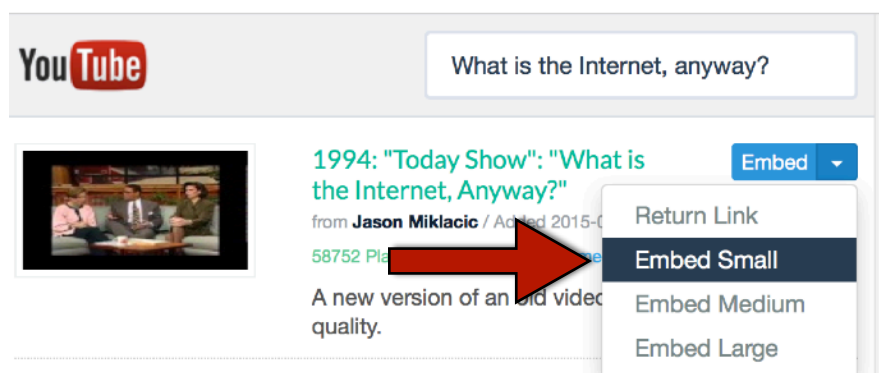 YouTube
What is the Internet, anyway?
1994: "Today Show": "What is
the Internet, Anyway?"
Embed
from Jason Miklacic / Added 2015-0
Return Link
58752 Pla
Embed Small
A new version of an old video
quality.
Embed Medium
Embed Large